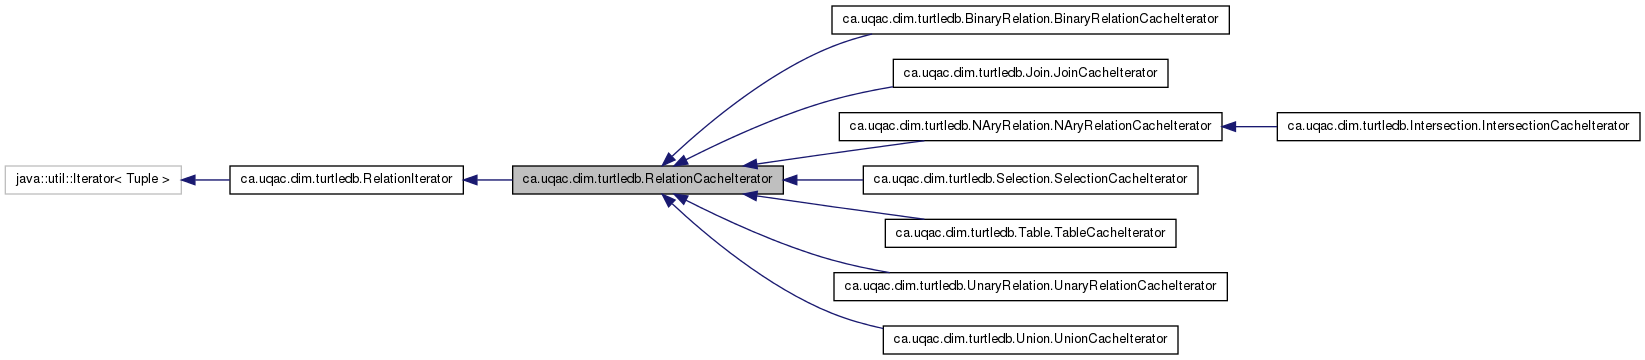 ca.uqac.dim.turtledb.BinaryRelation.BinaryRelationCacheIterator
ca.uqac.dim.turtledb.Join.JoinCacheIterator
ca.uqac.dim.turtledb.NAryRelation.NAryRelationCacheIterator
ca.uqac.dim.turtledb.Intersection.IntersectionCacheIterator
java::util::Iterator< Tuple >
ca.uqac.dim.turtledb.RelationIterator
ca.uqac.dim.turtledb.RelationCacheIterator
ca.uqac.dim.turtledb.Selection.SelectionCacheIterator
ca.uqac.dim.turtledb.Table.TableCacheIterator
ca.uqac.dim.turtledb.UnaryRelation.UnaryRelationCacheIterator
ca.uqac.dim.turtledb.Union.UnionCacheIterator